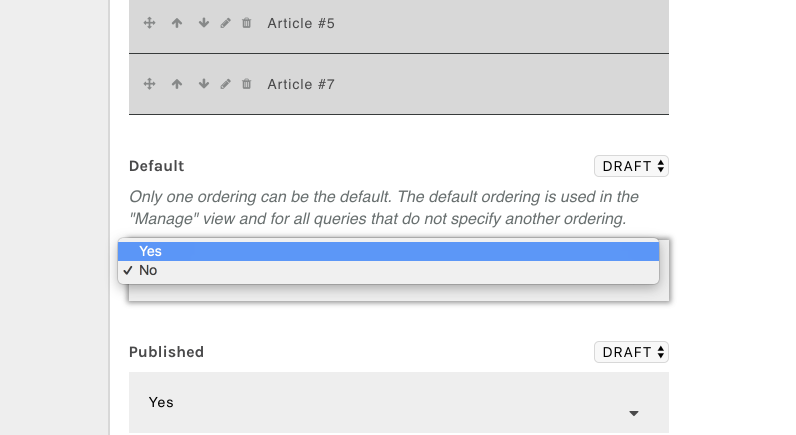 Article #5
Article #7
Default
DRAFT
Only one ordering can be the default. The default ordering is used in the
"Manage" view and for all queries that do not specify another ordering.
Yes
No
Published
DRAFT
Yes